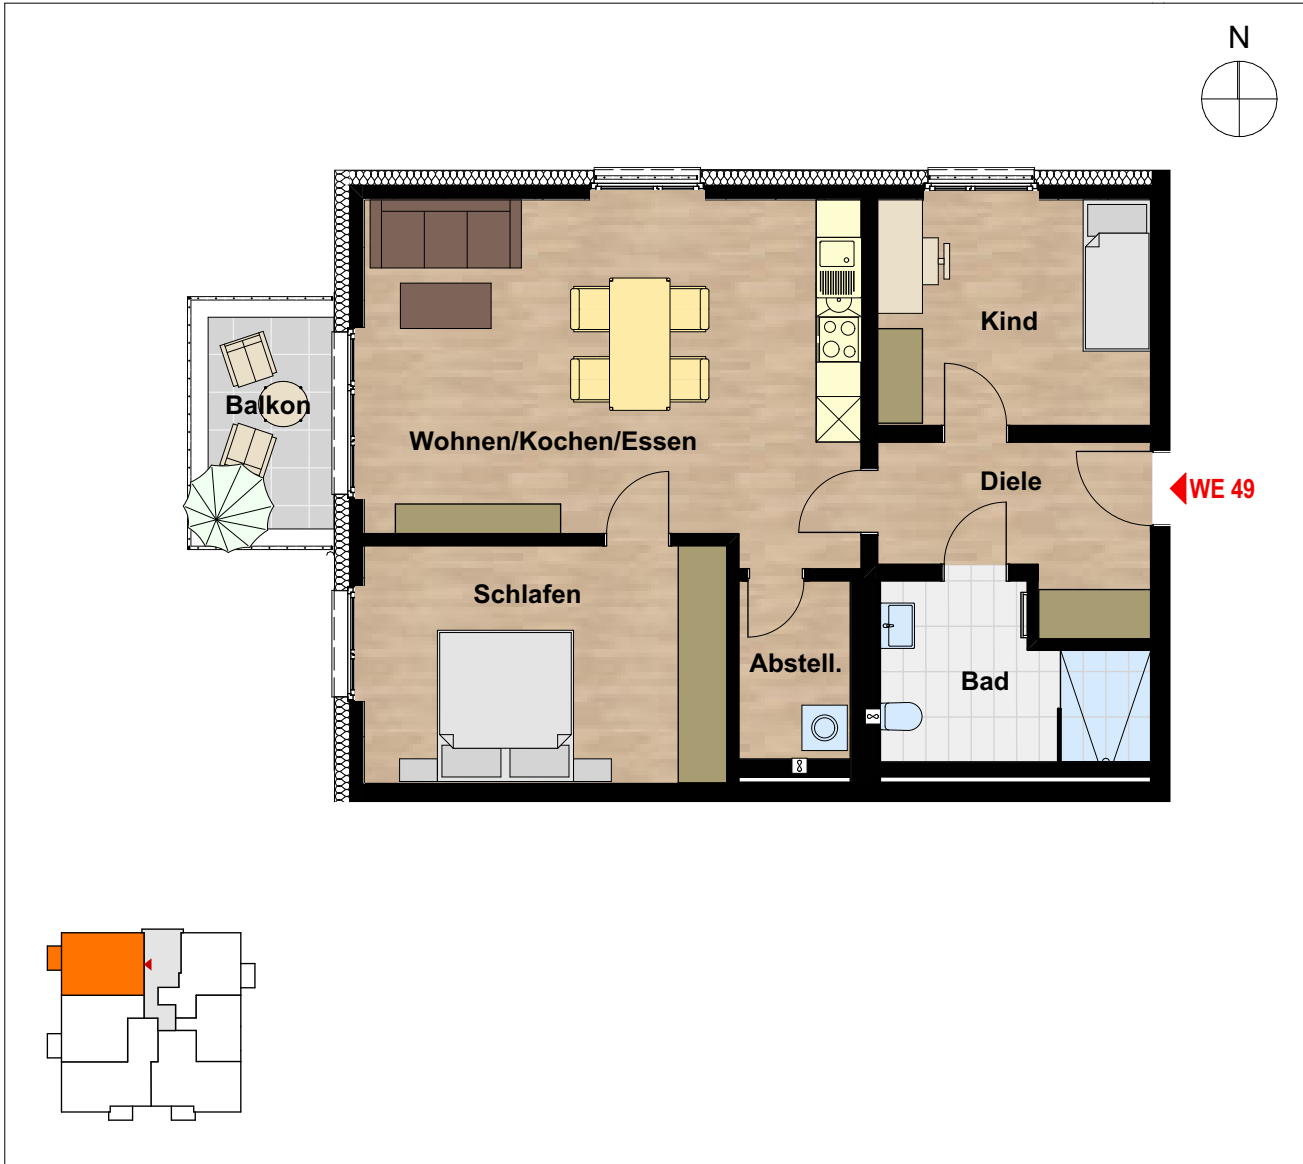 N
Kind
Balkon
Wohnen/Kochen/Essen
Diele
WE 49
Schlafen
Abstell.
Bad